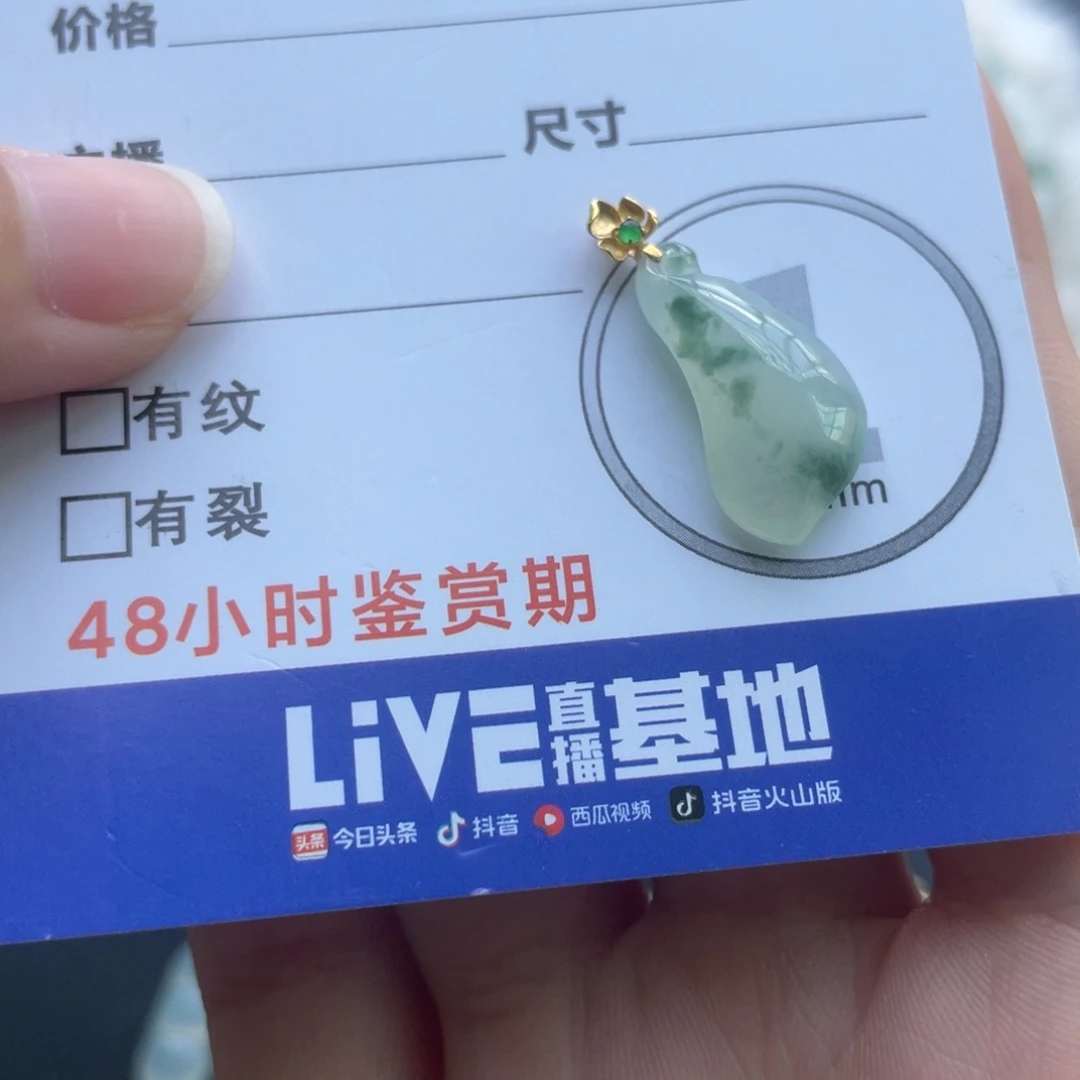 价格
尺寸
有纹
有裂
48小时鉴赏期
LiVE直播基地
头条 今日头条 抖音 西瓜视频 抖音火山版